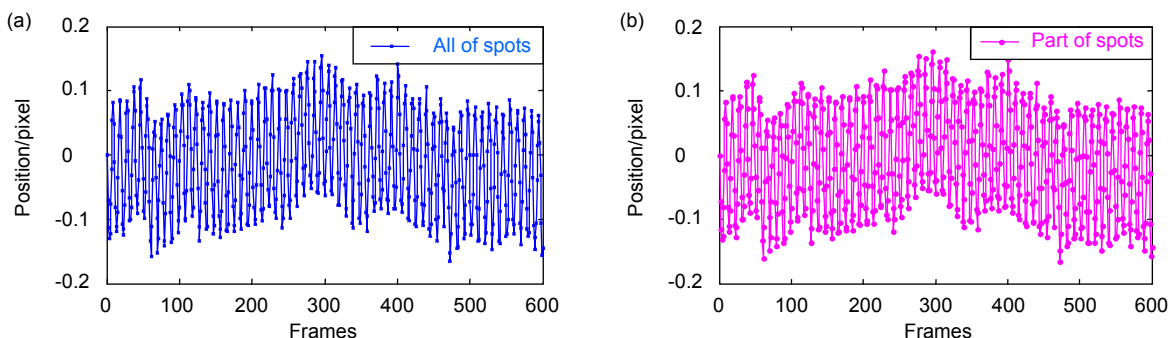 (a)
0.2
0.1
0
-0.1
-0.2
Position/pixel
All of spots
0 100 200 300 400 500 600
Frames
(b)
0.2
0.1
0
-0.1
-0.2
Position/pixel
Part of spots
0 100 200 300 400 500 600
Frames